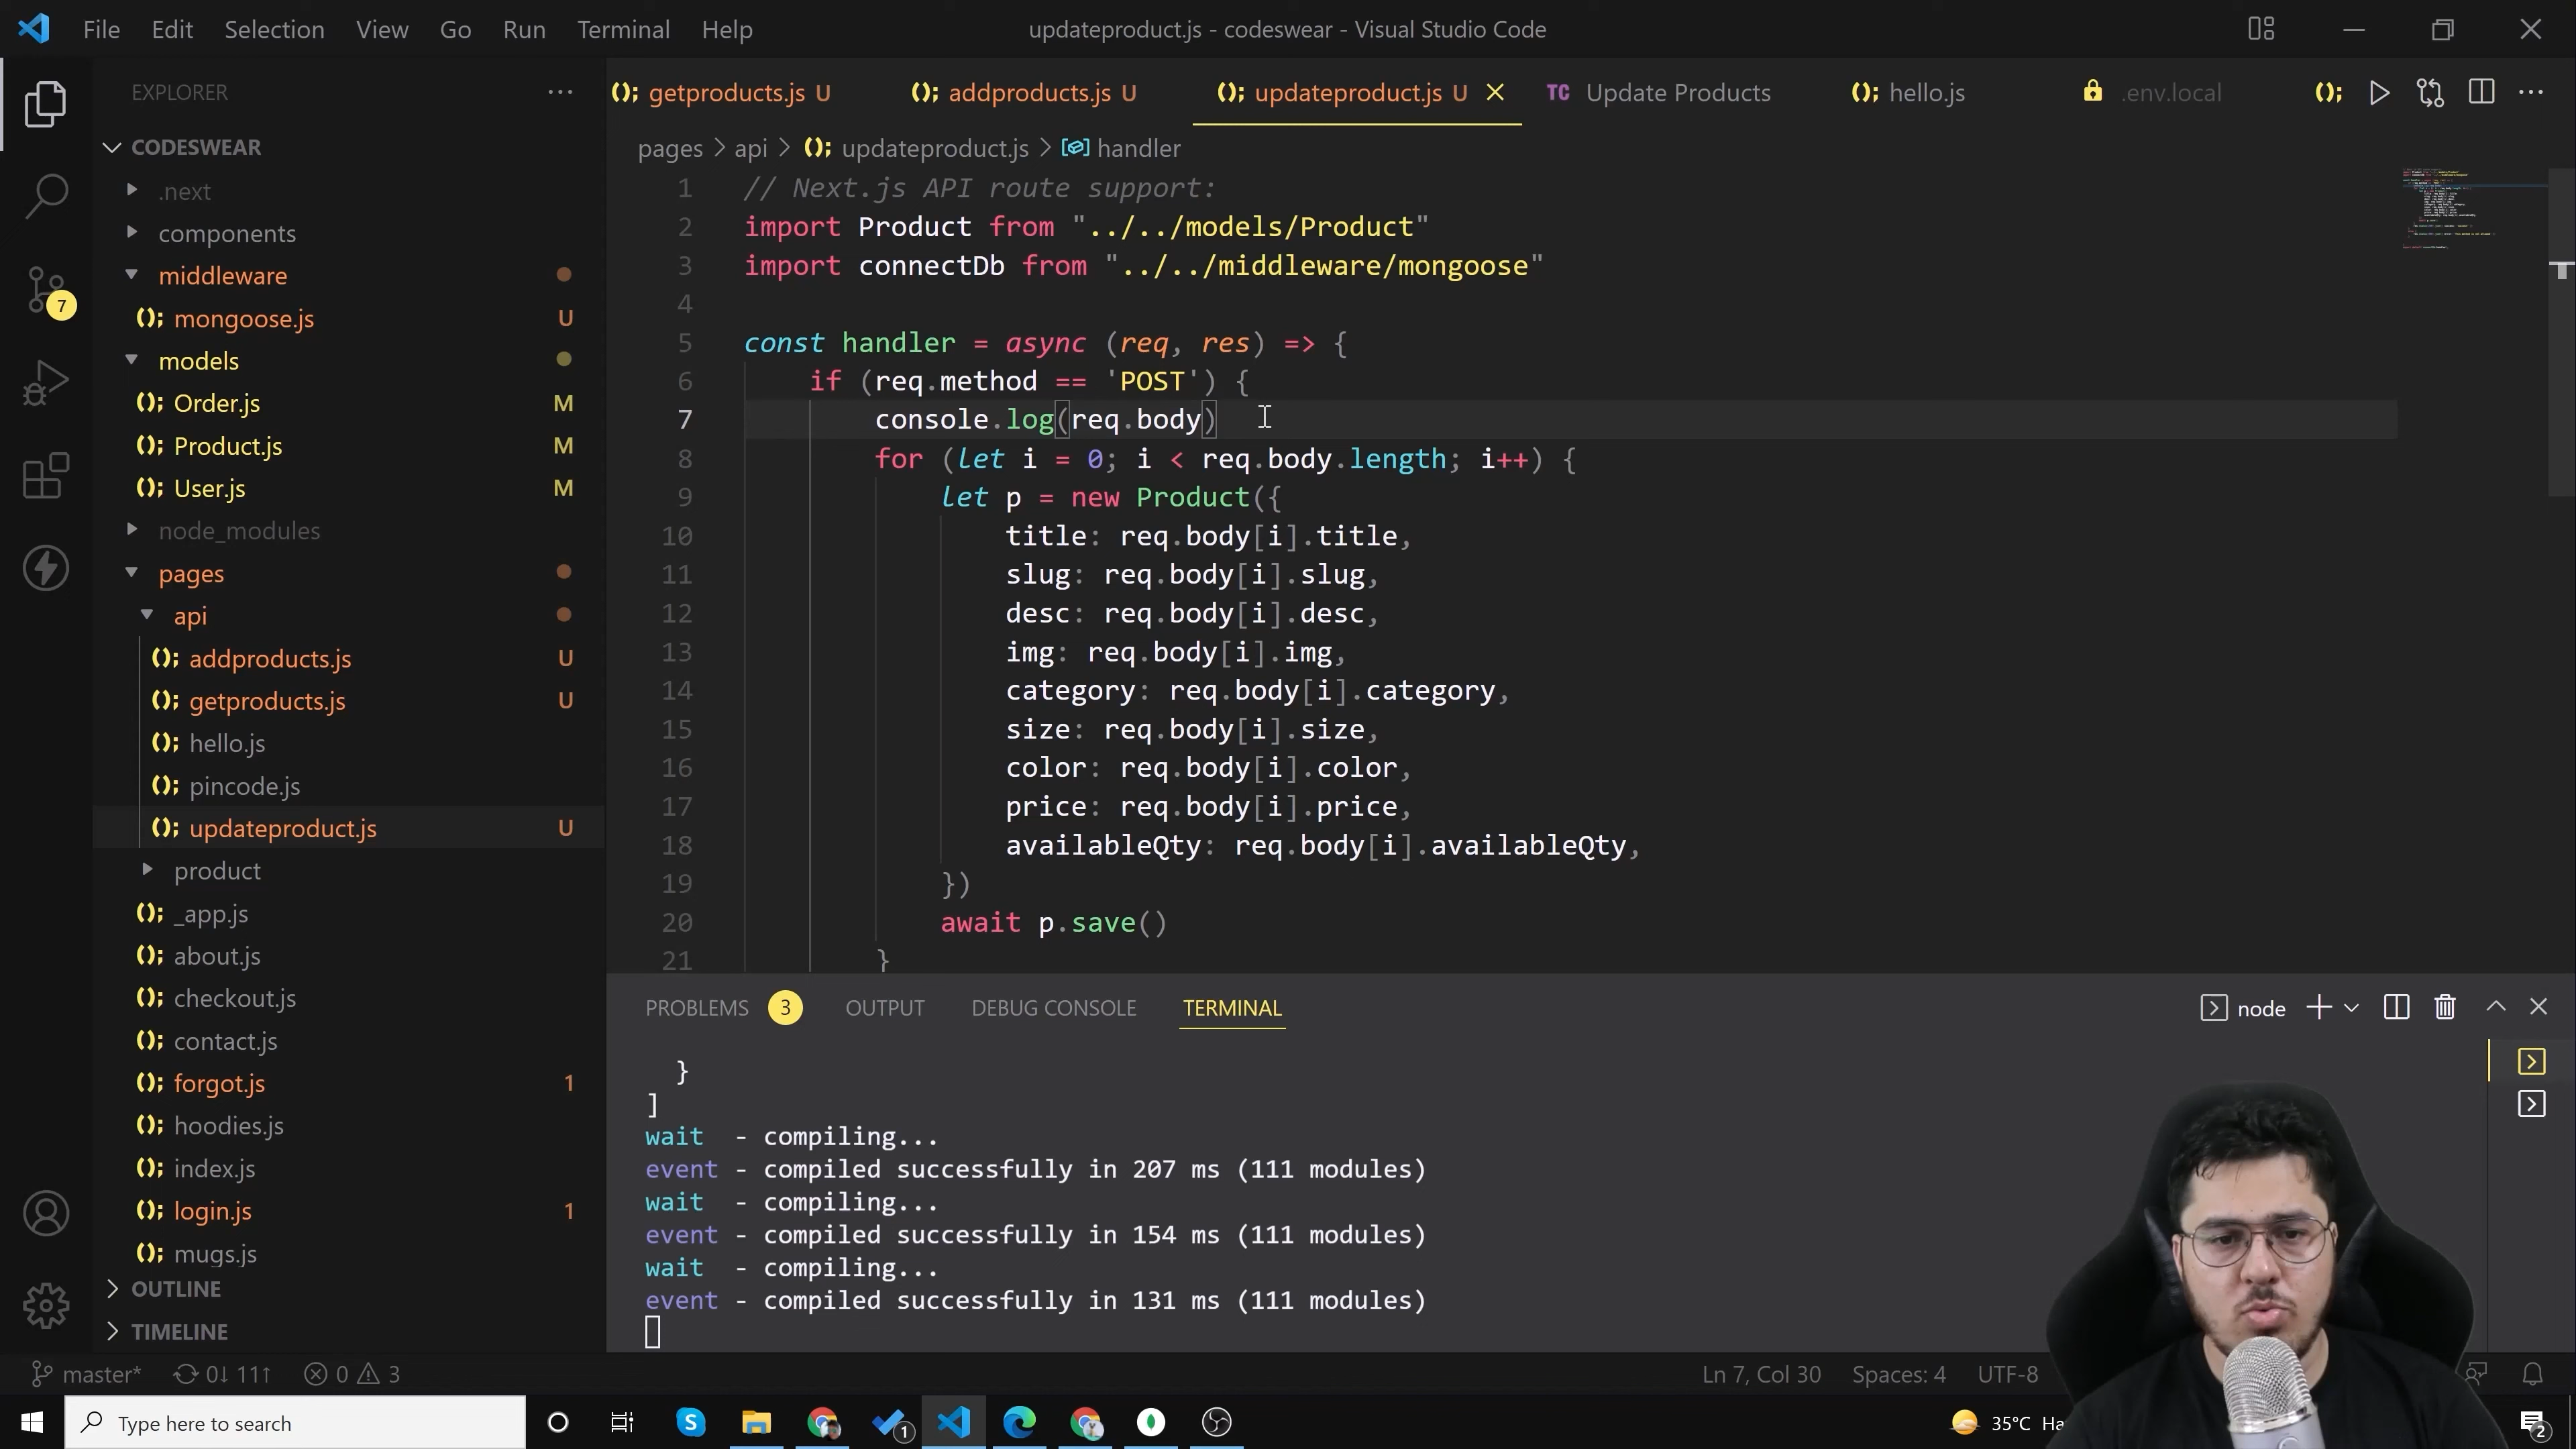 File Edit Selection View Go Run Terminal Help
updateproduct.js - codeswear - Visual Studio Code
EXPLORER
CODESWEAR
.next
components
middleware
mongoose.js U
models
Order.js M
Product.js M
User.js M
node_modules
pages
api
addproducts.js U
getproducts.js U
hello.js
pincode.js
updateproduct.js U
product
_app.js
about.js
checkout.js
contact.js
forgot.js 1
hoodies.js
index.js
login.js 1
mugs.js
OUTLINE
TIMELINE
7
getproducts.js U addproducts.js U updateproduct.js U TC Update Products hello.js .env.local
pages > api > updateproduct.js > handler
1 // Next.js API route support:
2 import Product from "../../models/Product"
3 import connectDb from "../../middleware/mongoose"
4
5 const handler = async (req, res) => {
6 if (req.method == 'POST') {
7 console.log(req.body)
8 for (let i = 0; i < req.body.length; i++) {
9 let p = new Product({
10 title: req.body[i].title,
11 slug: req.body[i].slug,
12 desc: req.body[i].desc,
13 img: req.body[i].img,
14 category: req.body[i].category,
15 size: req.body[i].size,
16 color: req.body[i].color,
17 price: req.body[i].price,
18 availableQty: req.body[i].availableQty,
19 })
20 await p.save()
21 }
PROBLEMS 3 OUTPUT DEBUG CONSOLE TERMINAL
node
}
]
wait - compiling...
event - compiled successfully in 207 ms (111 modules)
wait - compiling...
event - compiled successfully in 154 ms (111 modules)
wait - compiling...
event - compiled successfully in 131 ms (111 modules)
master* 0↓ 11↑ 0 3
Ln 7, Col 30 Spaces: 4 UTF-8
Type here to search
1
35°C
2